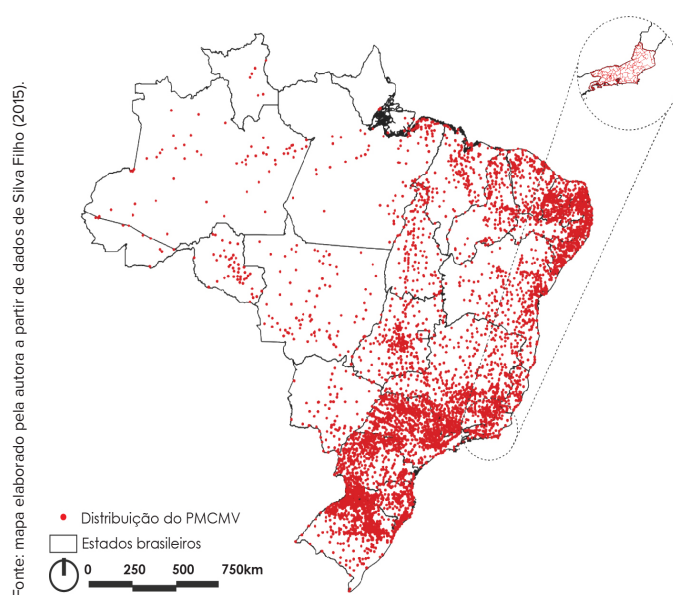 Fonte: mapa elaborado pela autora a partir de dados de Silva Filho (2015).
Distribuição do PMCMV
Estados brasileiros
0 250 500 750km